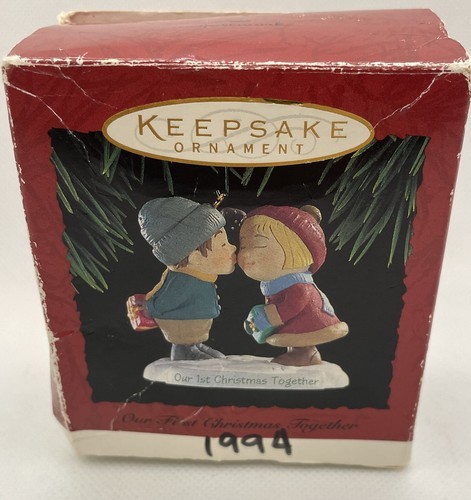 KEEPSAKE
ORNAMENT
Our 1st Christmas Together
Our First Christmas Together
1994